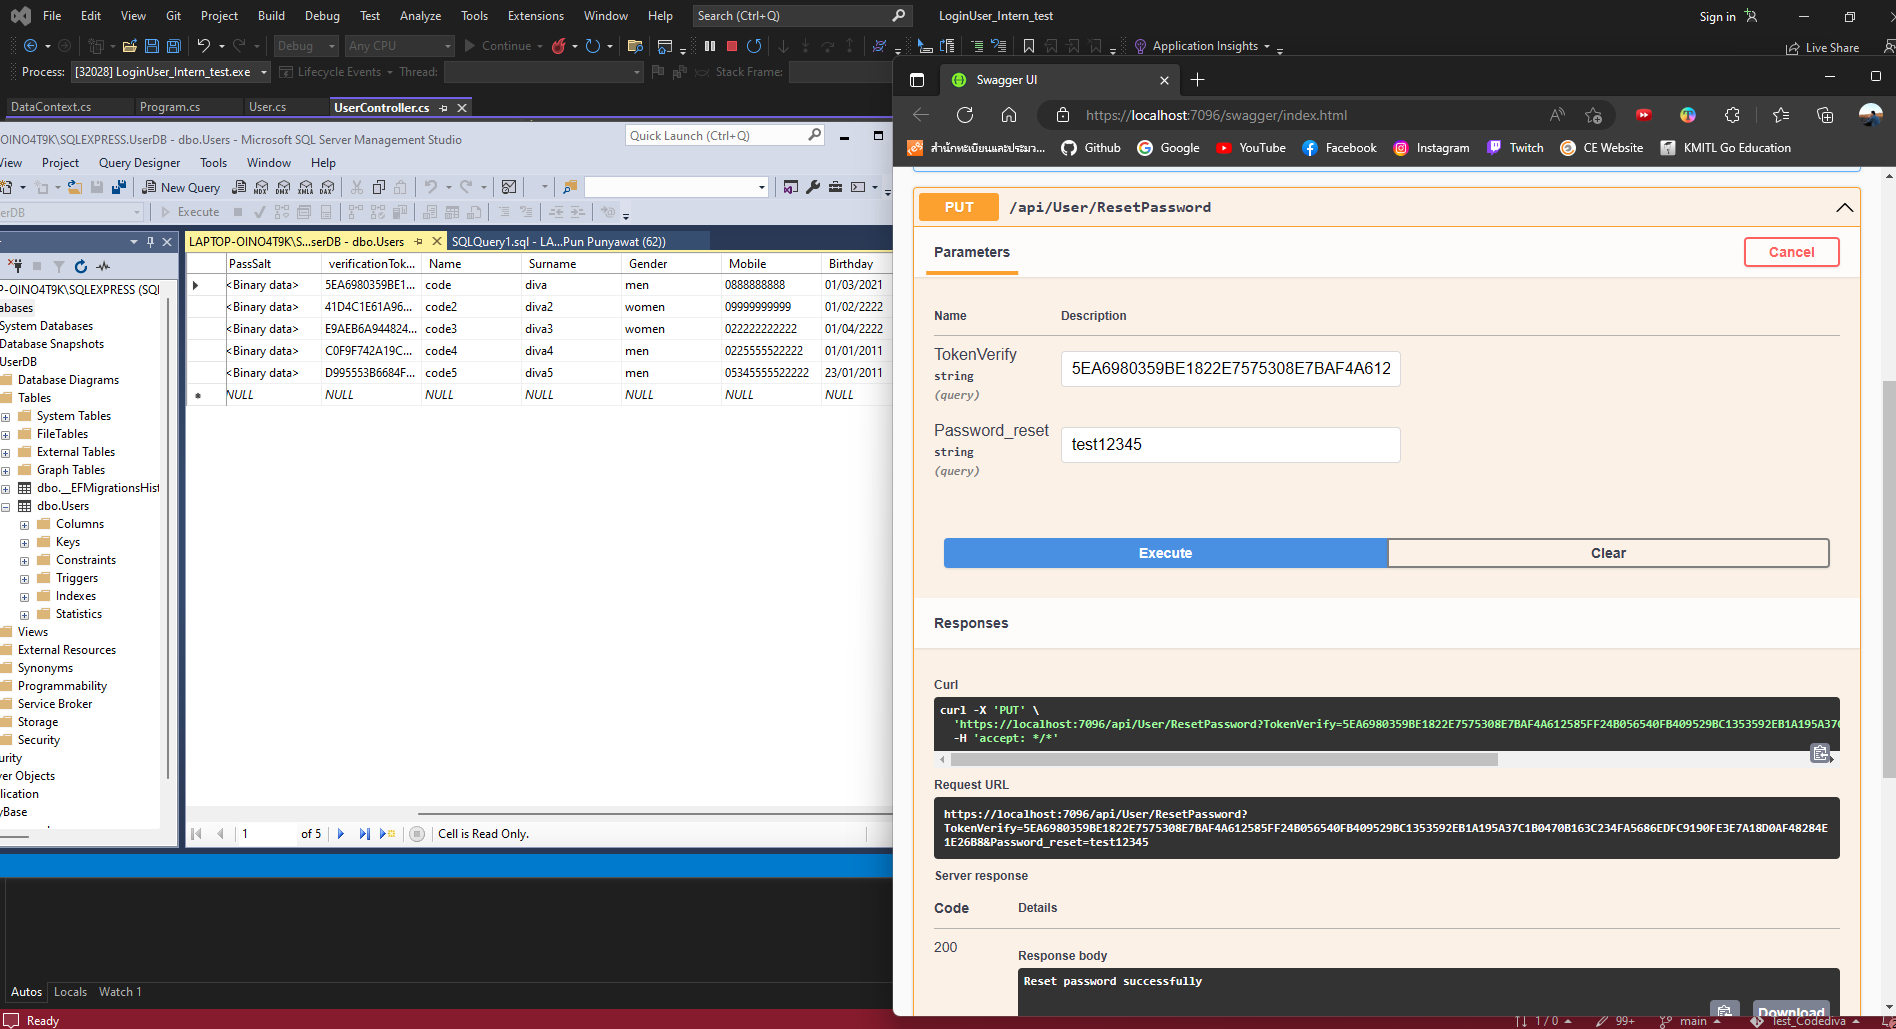 File Edit View Git Project Build Debug Test Analyze Tools Extensions Window Help Search (Ctrl+Q) LoginUser_Intern_test Sign in
Debug Any CPU Continue Application Insights Live Share
Process: [32028] LoginUser_Intern_test.exe Lifecycle Events Thread: Stack Frame:
DataContext.cs Program.cs User.cs UserController.cs
OINO4T9K\SQLEXPRESS.UserDB - dbo.Users - Microsoft SQL Server Management Studio Quick Launch (Ctrl+Q)
View Project Query Designer Tools Window Help
New Query MDX DMX XMLA DAX
erDB Execute
LAPTOP-OINO4T9K\S...serDB - dbo.Users SQLQuery1.sql - LA...Pun Punyawat (62))
PassSalt verificationTok... Name Surname Gender Mobile Birthday
<Binary data> 5EA6980359BE1... code diva men 0888888888 01/03/2021
<Binary data> 41D4C1E61A96... code2 diva2 women 09999999999 01/02/2222
<Binary data> E9AEB6A944824... code3 diva3 women 022222222222 01/04/2222
<Binary data> C0F9F742A19C... code4 diva4 men 0225555522222 01/01/2011
<Binary data> D995553B6684F... code5 diva5 men 05345555522222 23/01/2011
NULL NULL NULL NULL NULL NULL NULL
P-OINO4T9K\SQLEXPRESS (SQL
abases
System Databases
Database Snapshots
UserDB
Database Diagrams
Tables
System Tables
FileTables
External Tables
Graph Tables
dbo.__EFMigrationsHist
dbo.Users
Columns
Keys
Constraints
Triggers
Indexes
Statistics
Views
External Resources
Synonyms
Programmability
Service Broker
Storage
Security
urity
ver Objects
lication
yBase
1 of 5 Cell is Read Only.
Autos Locals Watch 1
Ready
Swagger UI
https://localhost:7096/swagger/index.html
สำนักทะเบียนและประมว... Github Google YouTube Facebook Instagram Twitch CE Website KMITL Go Education
PUT /api/User/ResetPassword
Parameters Cancel
Name Description
TokenVerify
string
(query)
5EA6980359BE1822E7575308E7BAF4A612
Password_reset
string
(query)
test12345
Execute Clear
Responses
Curl
curl -X 'PUT' \
'https://localhost:7096/api/User/ResetPassword?TokenVerify=5EA6980359BE1822E7575308E7BAF4A612585FF24B056540FB409529BC1353592EB1A195A37C
-H 'accept: */*'
Request URL
https://localhost:7096/api/User/ResetPassword?
TokenVerify=5EA6980359BE1822E7575308E7BAF4A612585FF24B056540FB409529BC1353592EB1A195A37C1B0470B163C234FA5686EDFC9190FE3E7A18D0AF48284E
1E26B8&Password_reset=test12345
Server response
Code Details
200
Response body
Reset password successfully
Download
1 / 0 99+ main Test_Codediva